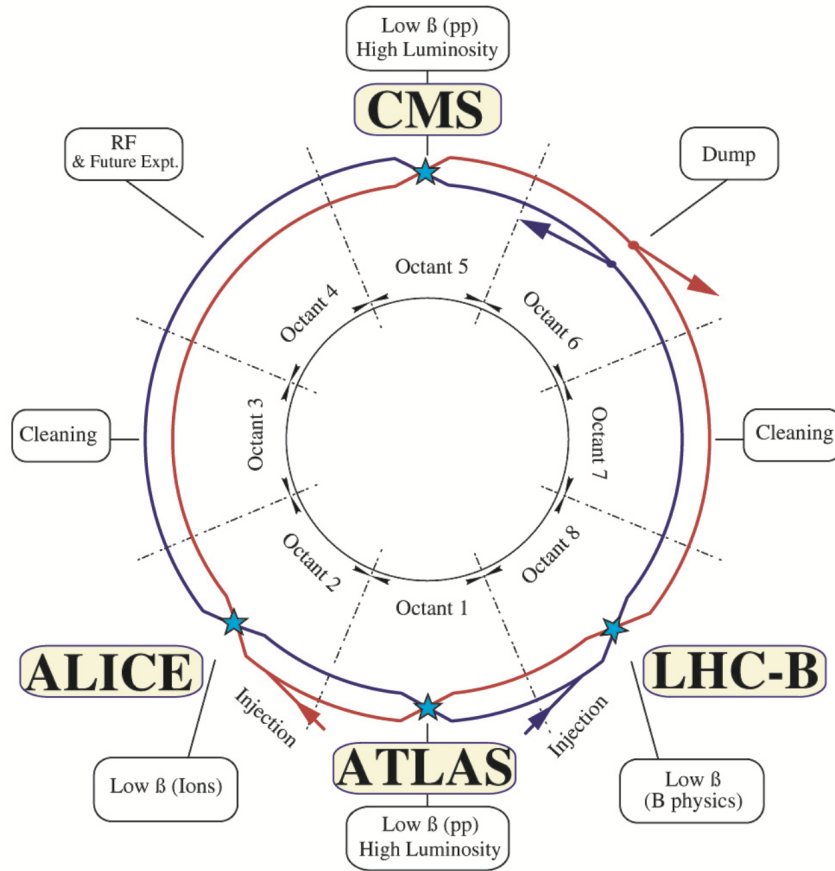 Low ß (pp)
High Luminosity
CMS
RF
& Future Expt.
Dump
Octant 5
Octant 4
Octant 6
Cleaning
Octant 3
Octant 7
Cleaning
Octant 2
Octant 8
Octant 1
ALICE
LHC-B
Injection
Injection
ATLAS
Low ß (Ions)
Low ß
(B physics)
Low ß (pp)
High Luminosity